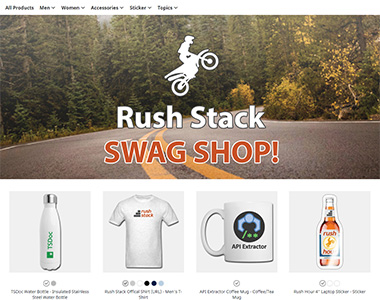 All Products Men Women Accessories Sticker Topics
Rush Stack
SWAG SHOP!
TSDoc
rush
stack
API Extractor
rush
hour
TSDoc Water Bottle - Insulated Stainless
Steel Water Bottle
Rush Stack Official Shirt (URL) - Men's T-
Shirt
API Extractor Coffee Mug - Coffee/Tea
Mug
Rush Hour 4" Laptop Sticker - Sticker